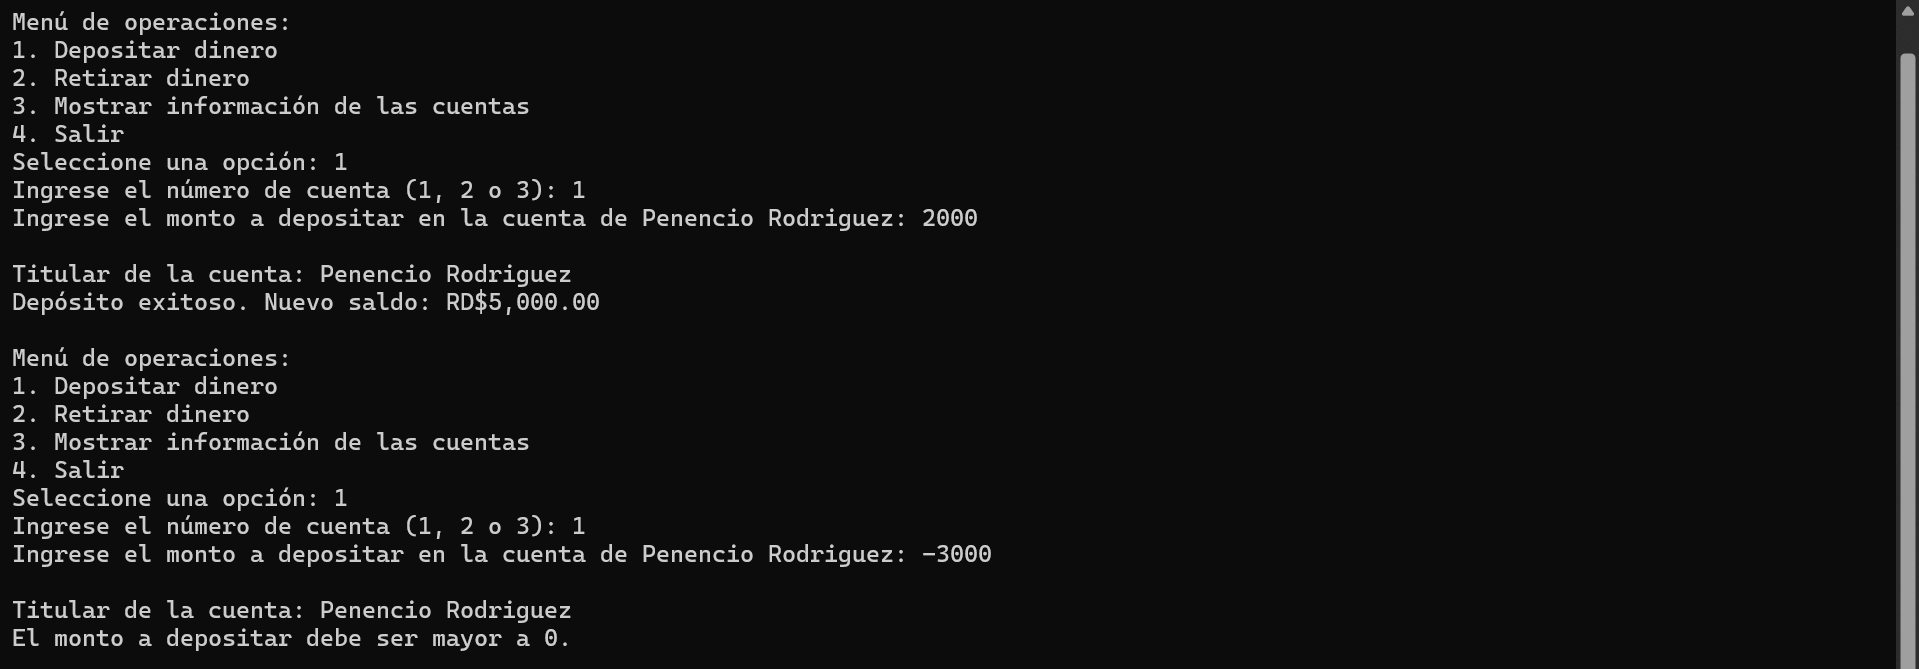 Menú de operaciones:
1. Depositar dinero
2. Retirar dinero
3. Mostrar información de las cuentas
4. Salir
Seleccione una opción: 1
Ingrese el número de cuenta (1, 2 o 3): 1
Ingrese el monto a depositar en la cuenta de Penencio Rodriguez: 2000
Titular de la cuenta: Penencio Rodriguez
Depósito exitoso. Nuevo saldo: RD$5,000.00
Menú de operaciones:
1. Depositar dinero
2. Retirar dinero
3. Mostrar información de las cuentas
4. Salir
Seleccione una opción: 1
Ingrese el número de cuenta (1, 2 o 3): 1
Ingrese el monto a depositar en la cuenta de Penencio Rodriguez: -3000
Titular de la cuenta: Penencio Rodriguez
El monto a depositar debe ser mayor a 0.